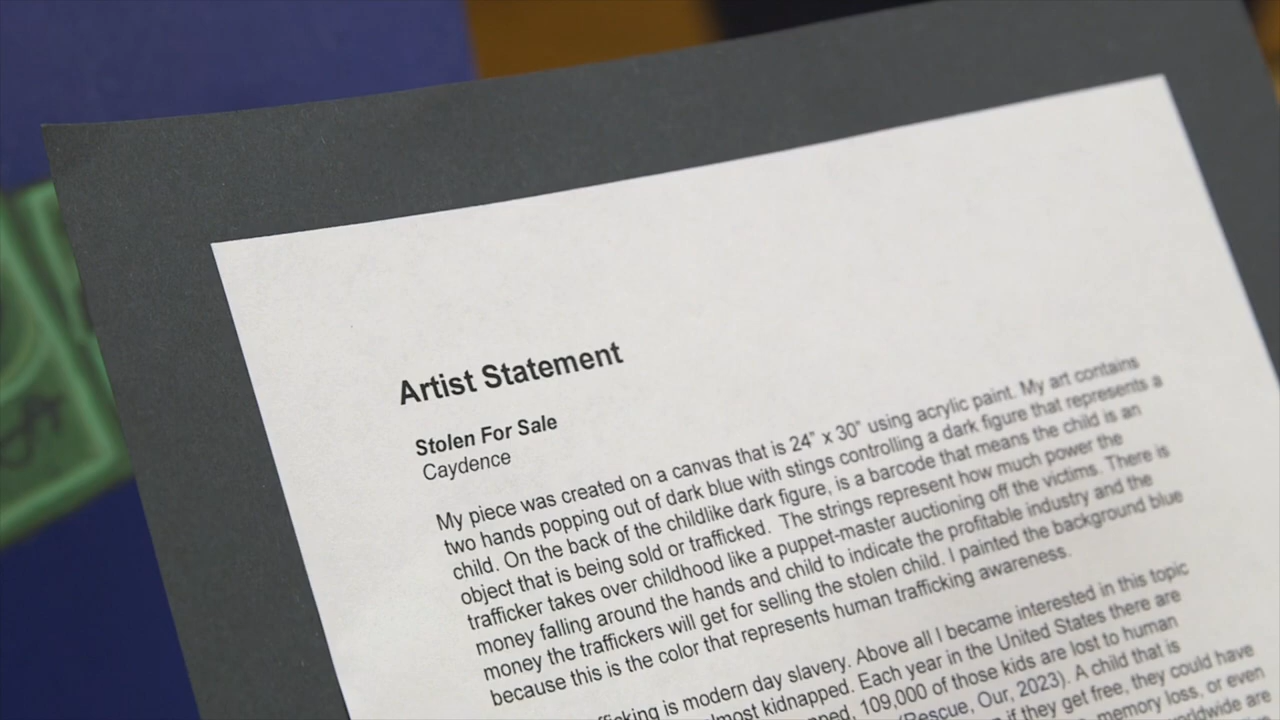 Artist Statement
Stolen For Sale
Caydence
My piece was created on a canvas that is 24" x 30" using acrylic paint. My art contains
two hands popping out of dark blue with stings controlling a dark figure that represents a
child. On the back of the childlike dark figure, is a barcode that means the child is an
object that is being sold or trafficked. The strings represent how much power the
trafficker takes over childhood like a puppet-master auctioning off the victims. There is
money falling around the hands and child to indicate the profitable industry and the
money the traffickers will get for selling the stolen child. I painted the background blue
because this is the color that represents human trafficking awareness.
fficking is modern day slavery. Above all I became interested in this topic
lmost kidnapped. Each year in the United States there are
pped, 109,000 of those kids are lost to human
(Rescue, Our, 2023). A child that is
if they get free, they could have
memory loss, or even
worldwide are